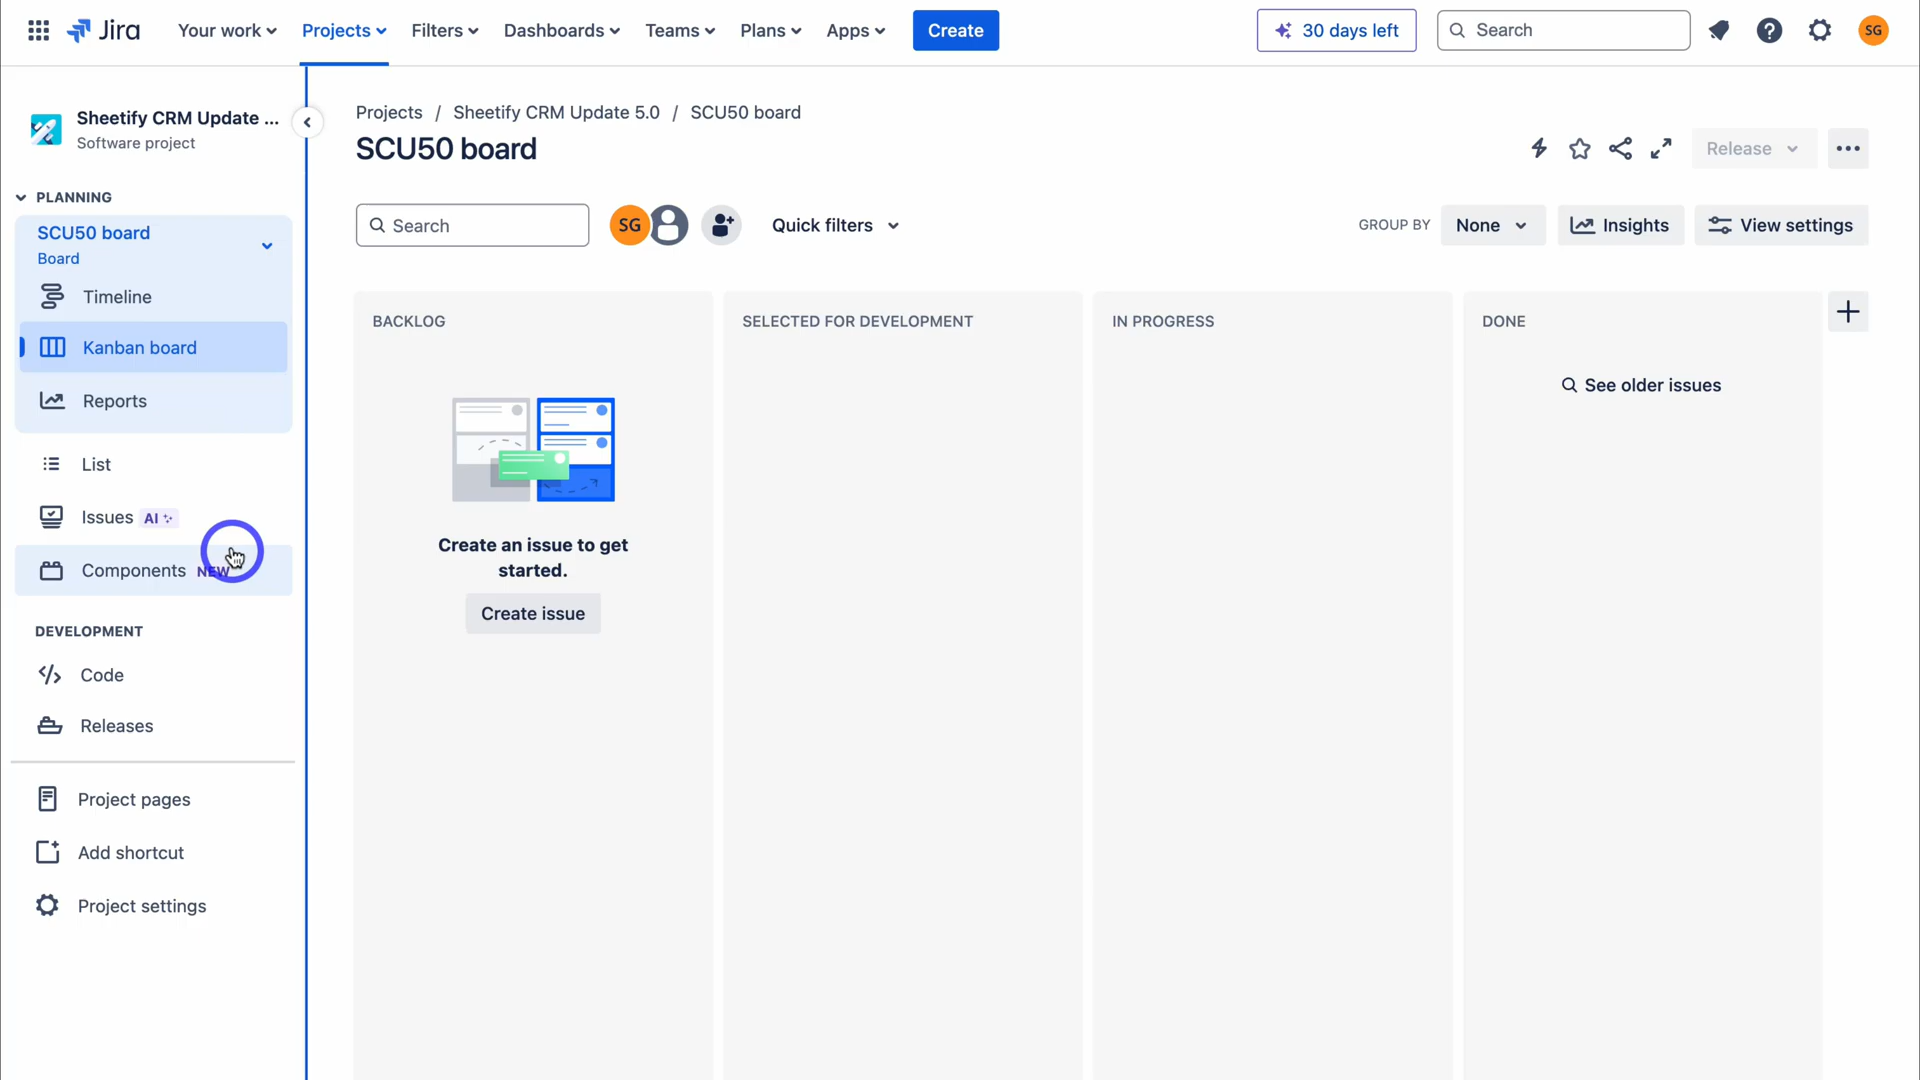 Jira
Your work
Projects
Filters
Dashboards
Teams
Plans
Apps
Create
30 days left
Search
SG
Sheetify CRM Update ...
Software project
PLANNING
SCU50 board
Board
Timeline
Kanban board
Reports
List
Issues AI
Components NEW
DEVELOPMENT
Code
Releases
Project pages
Add shortcut
Project settings
Projects / Sheetify CRM Update 5.0 / SCU50 board
SCU50 board
Release
Search
SG
Quick filters
GROUP BY
None
Insights
View settings
BACKLOG
SELECTED FOR DEVELOPMENT
IN PROGRESS
DONE
See older issues
Create an issue to get
started.
Create issue